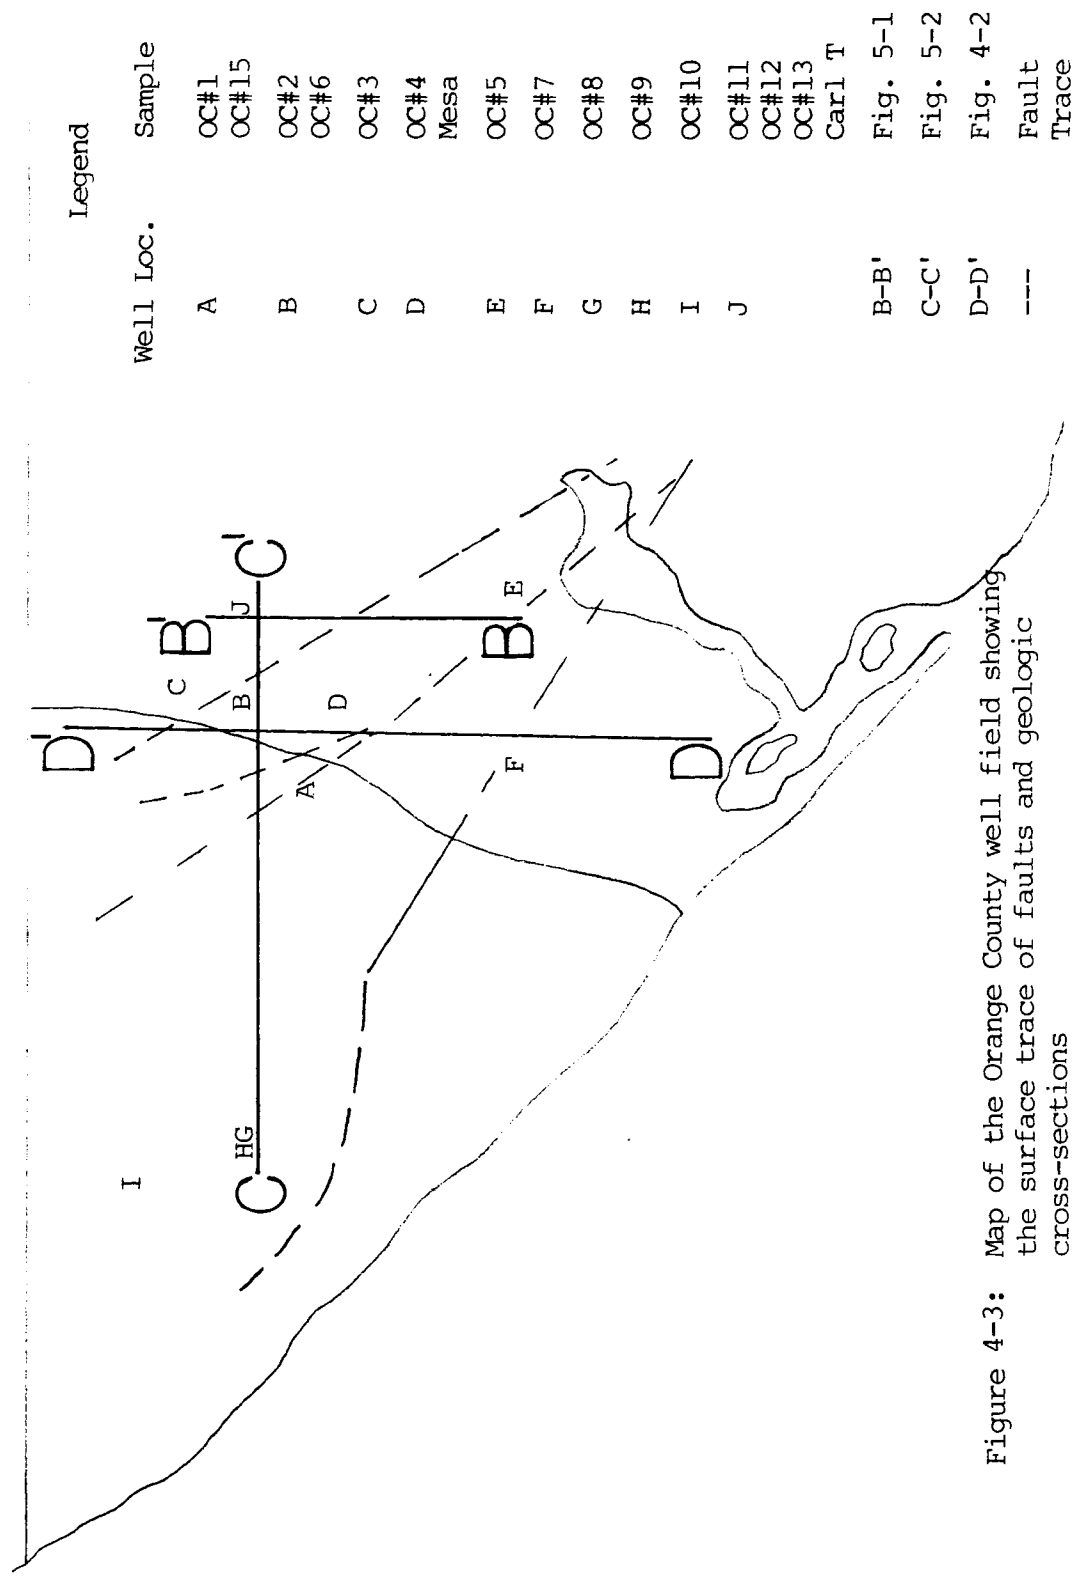 D'
I
C
B'
C
HG
B
J
C'
A
D
F
B
E
D
Legend
Well Loc. Sample
A OC#1
OC#15
B OC#2
OC#6
C OC#3
D OC#4
Mesa
E OC#5
F OC#7
G OC#8
H OC#9
I OC#10
J OC#11
OC#12
OC#13
Carl T
B-B' Fig. 5-1
C-C' Fig. 5-2
D-D' Fig. 4-2
--- Fault
Trace
Figure 4-3: Map of the Orange County well field showing
the surface trace of faults and geologic
cross-sections